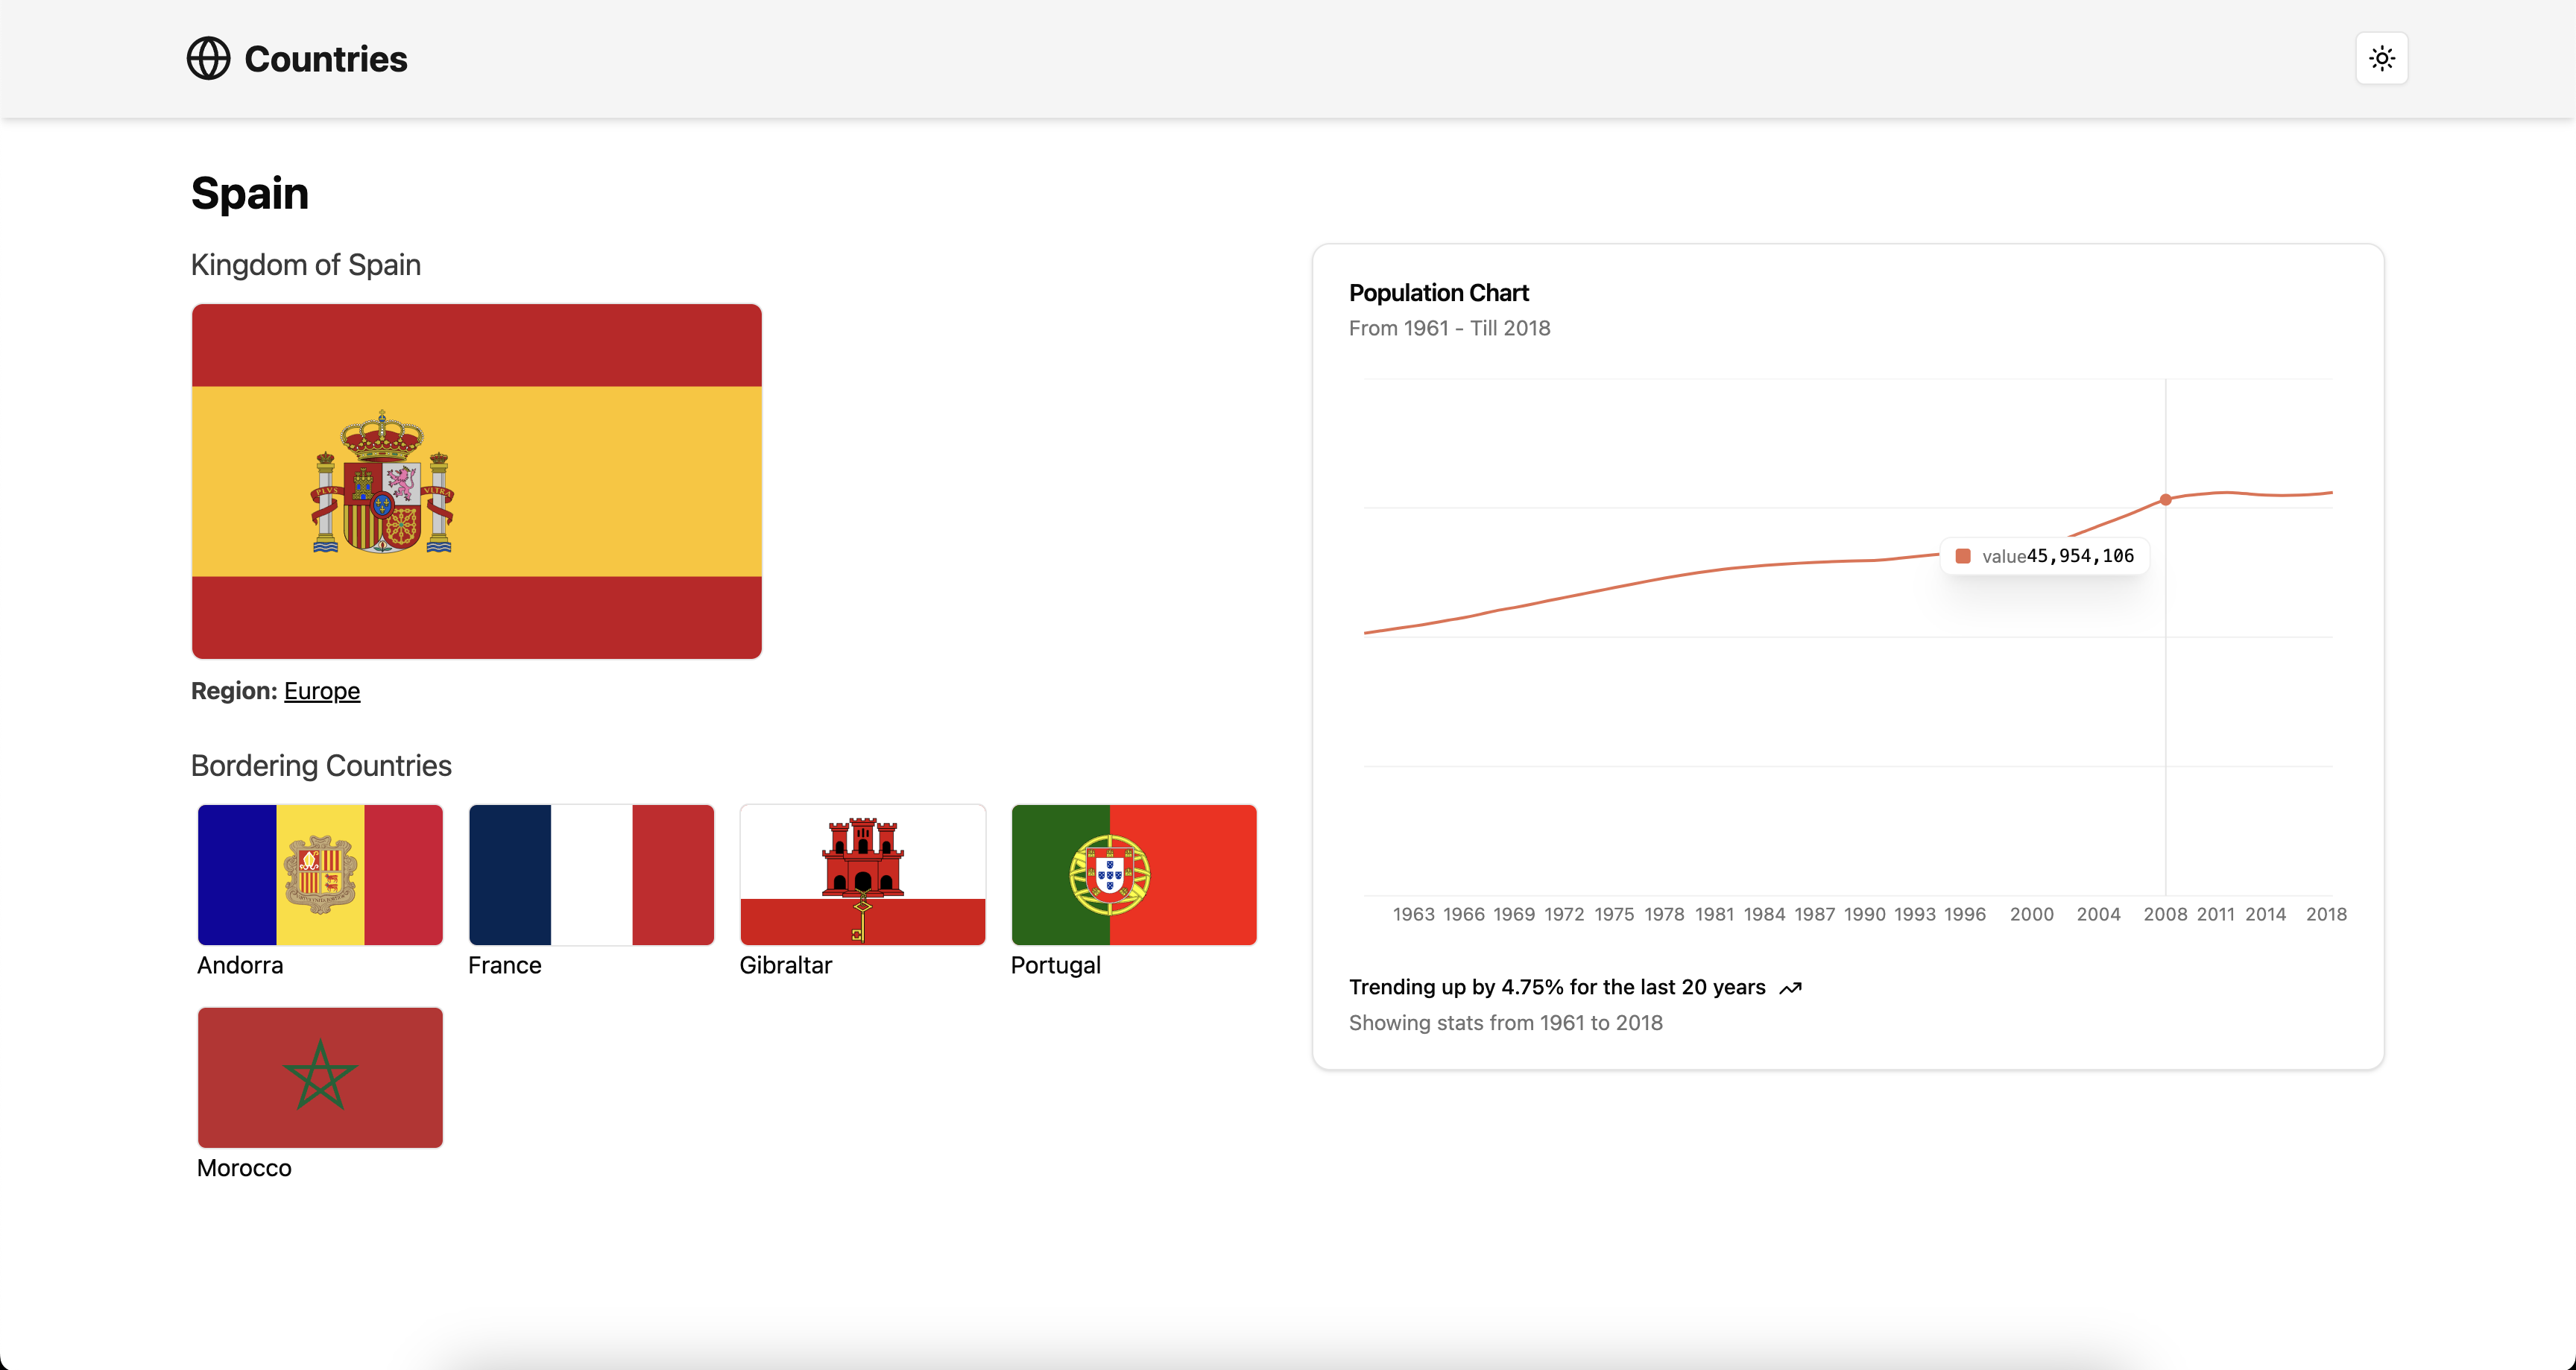 Countries
Spain
Kingdom of Spain
PLVS VLTRA
Region: Europe
Bordering Countries
Andorra
France
Gibraltar
Portugal
Morocco
Population Chart
From 1961 - Till 2018
value45,954,106
1963 1966 1969 1972 1975 1978 1981 1984 1987 1990 1993 1996 2000 2004 2008 2011 2014 2018
Trending up by 4.75% for the last 20 years
Showing stats from 1961 to 2018